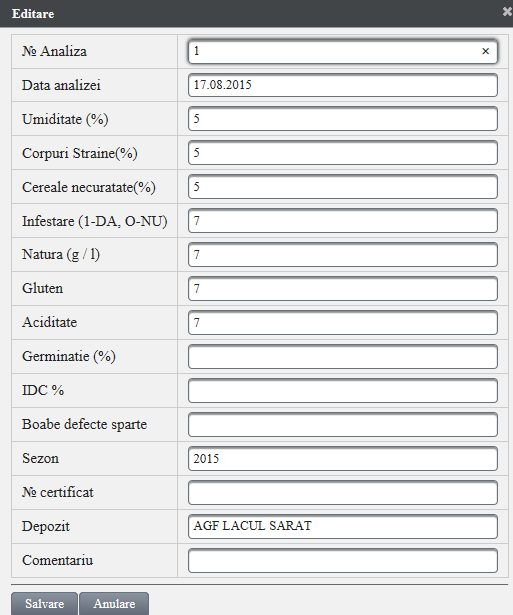 Editare
№ Analiza 1
Data analizei 17.08.2015
Umiditate (%) 5
Corpuri Straine(%) 5
Cereale necuratate(%) 5
Infestare (1-DA, O-NU) 7
Natura (g / l) 7
Gluten 7
Aciditate 7
Germinatie (%)
IDC %
Boabe defecte sparte
Sezon 2015
№ certificat
Depozit AGF LACUL SARAT
Comentariu
Salvare Anulare